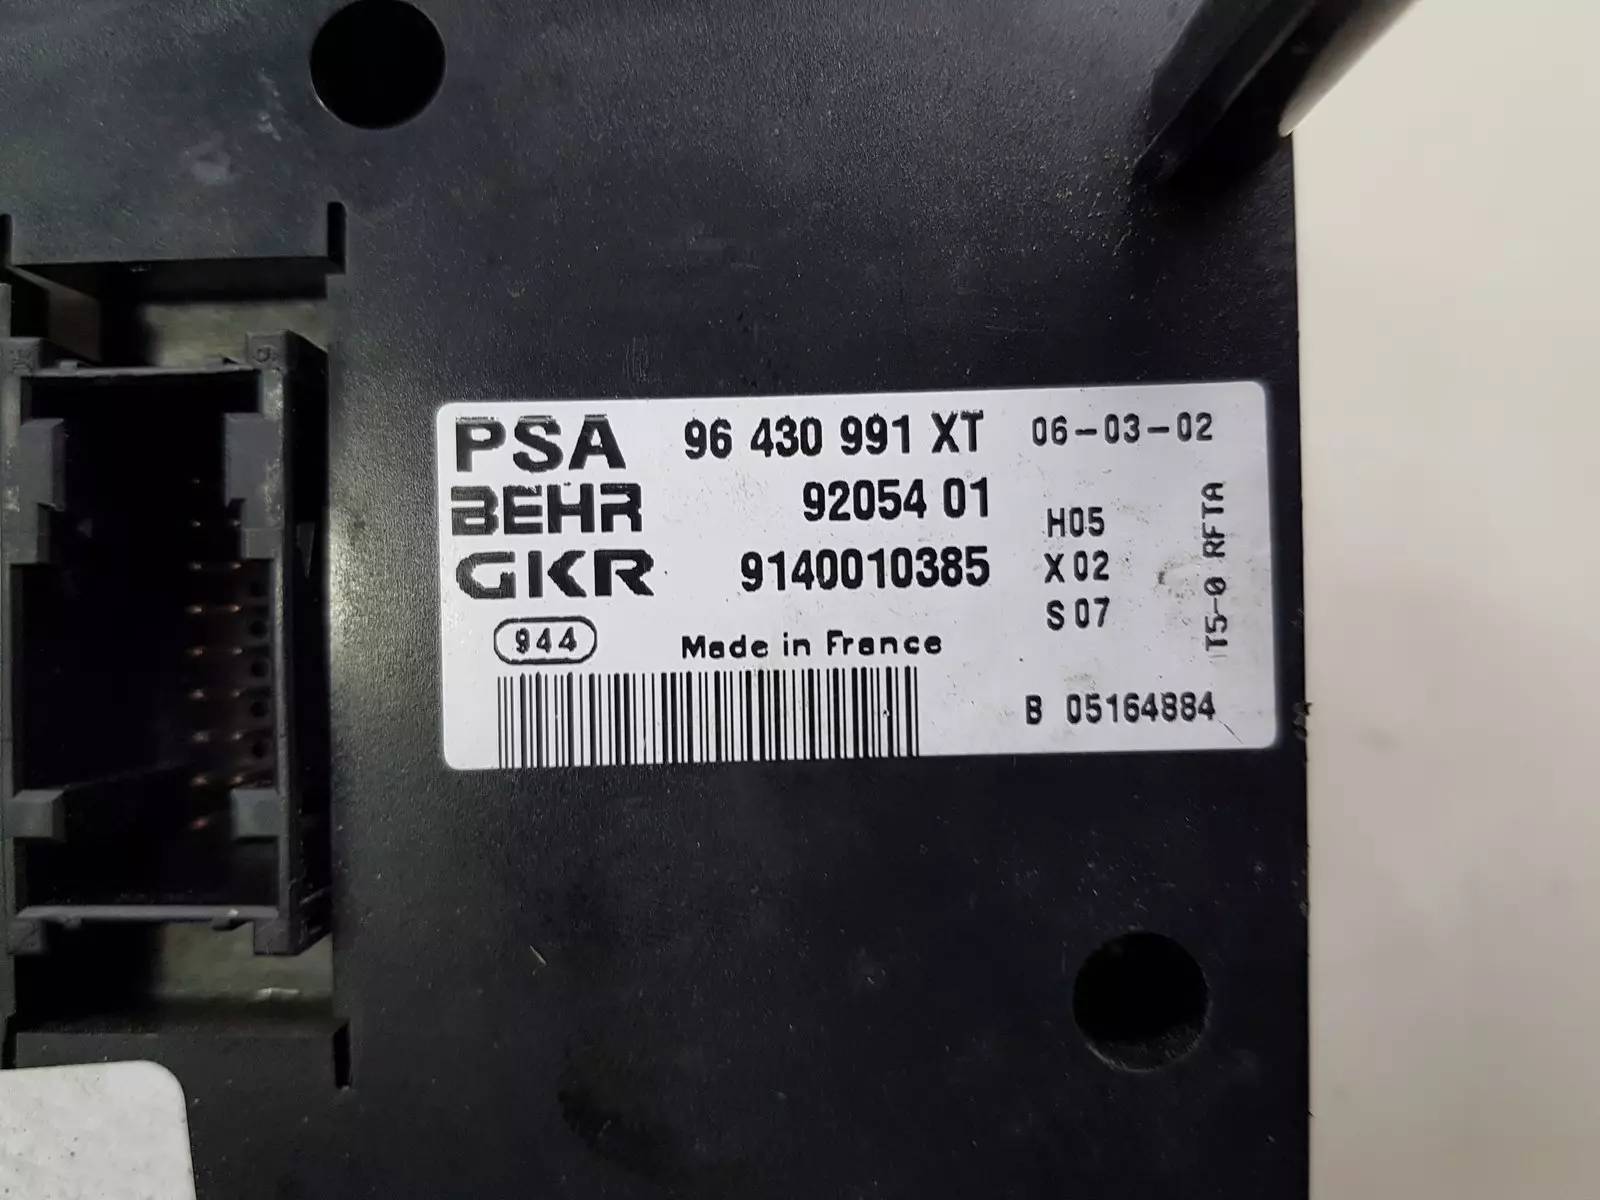 PSA 96 430 991 XT 06-03-02
BEHR 92054 01
GKR 9140010385
H05
X02
S07
T5-0 RFTA
944 Made in France
B 05164884